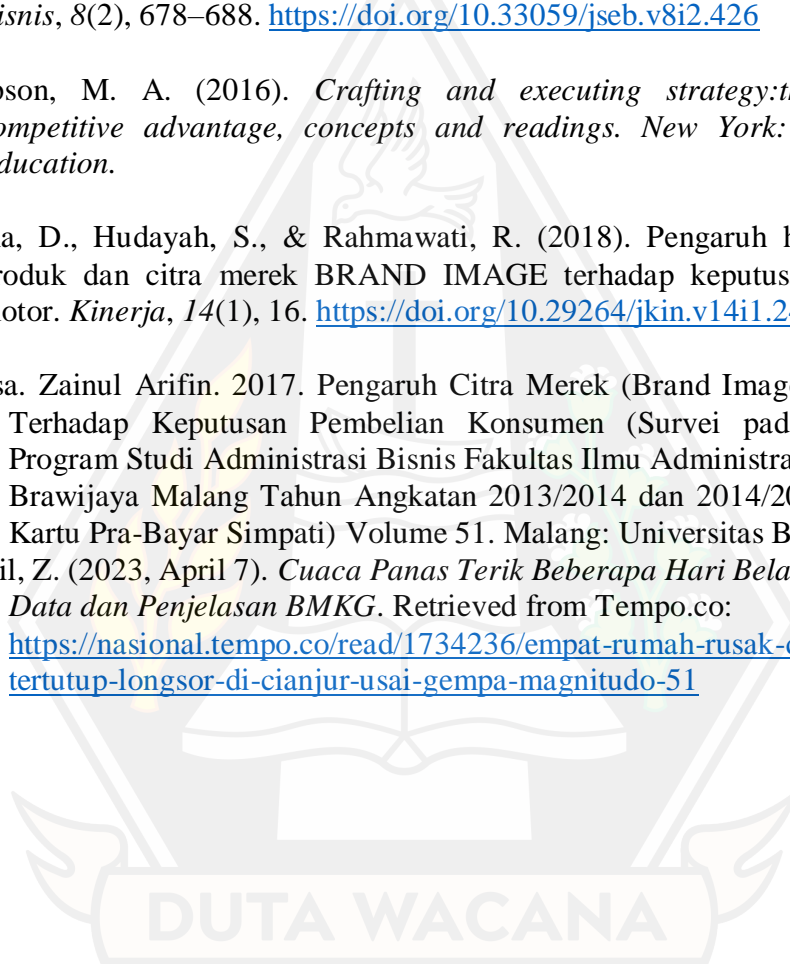 isnis, 8(2), 678–688. https://doi.org/10.33059/jseb.v8i2.426
pson, M. A. (2016). Crafting and executing strategy:th
ompetitive advantage, concepts and readings. New York:
ducation.
a, D., Hudayah, S., & Rahmawati, R. (2018). Pengaruh h
roduk dan citra merek BRAND IMAGE terhadap keputus
otor. Kinerja, 14(1), 16. https://doi.org/10.29264/jkin.v14i1.24
sa. Zainul Arifin. 2017. Pengaruh Citra Merek (Brand Image
Terhadap Keputusan Pembelian Konsumen (Survei pad
Program Studi Administrasi Bisnis Fakultas Ilmu Administra
Brawijaya Malang Tahun Angkatan 2013/2014 dan 2014/20
Kartu Pra-Bayar Simpati) Volume 51. Malang: Universitas B
il, Z. (2023, April 7). Cuaca Panas Terik Beberapa Hari Bela
Data dan Penjelasan BMKG. Retrieved from Tempo.co:
https://nasional.tempo.co/read/1734236/empat-rumah-rusak-
tertutup-longsor-di-cianjur-usai-gempa-magnitudo-51
DUTA WACANA